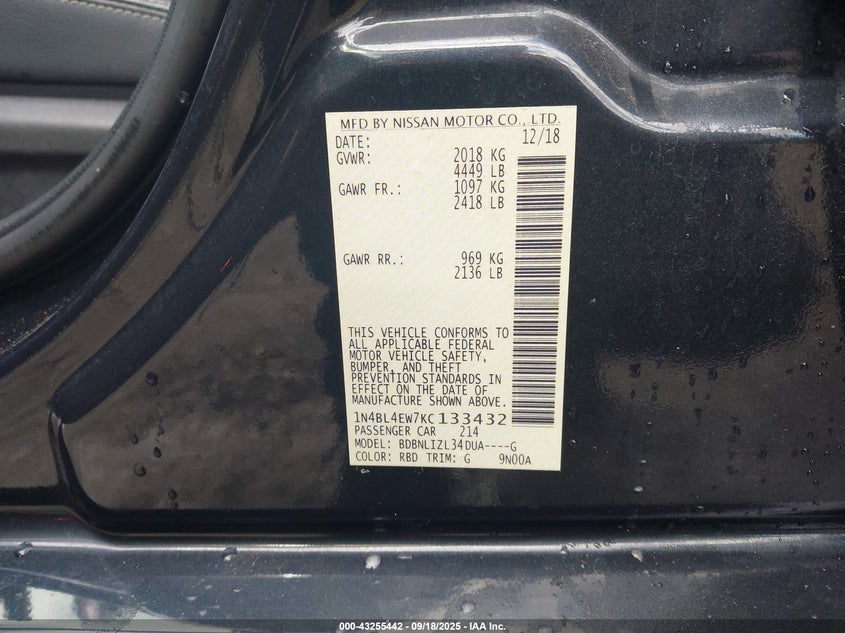 MFD BY NISSAN MOTOR CO., LTD.
DATE: 12/18
GVWR: 2018 KG
4449 LB
GAWR FR.: 1097 KG
2418 LB
GAWR RR.: 969 KG
2136 LB
THIS VEHICLE CONFORMS TO
ALL APPLICABLE FEDERAL
MOTOR VEHICLE SAFETY,
BUMPER, AND THEFT
PREVENTION STANDARDS IN
EFFECT ON THE DATE OF
MANUFACTURE SHOWN ABOVE.
1N4BL4EW7KC133432
PASSENGER CAR 214
MODEL: BDBNLIZL34DUA----G
COLOR: RBD TRIM: G 9N00A
000-43255442 - 09/18/2025 - IAA Inc.